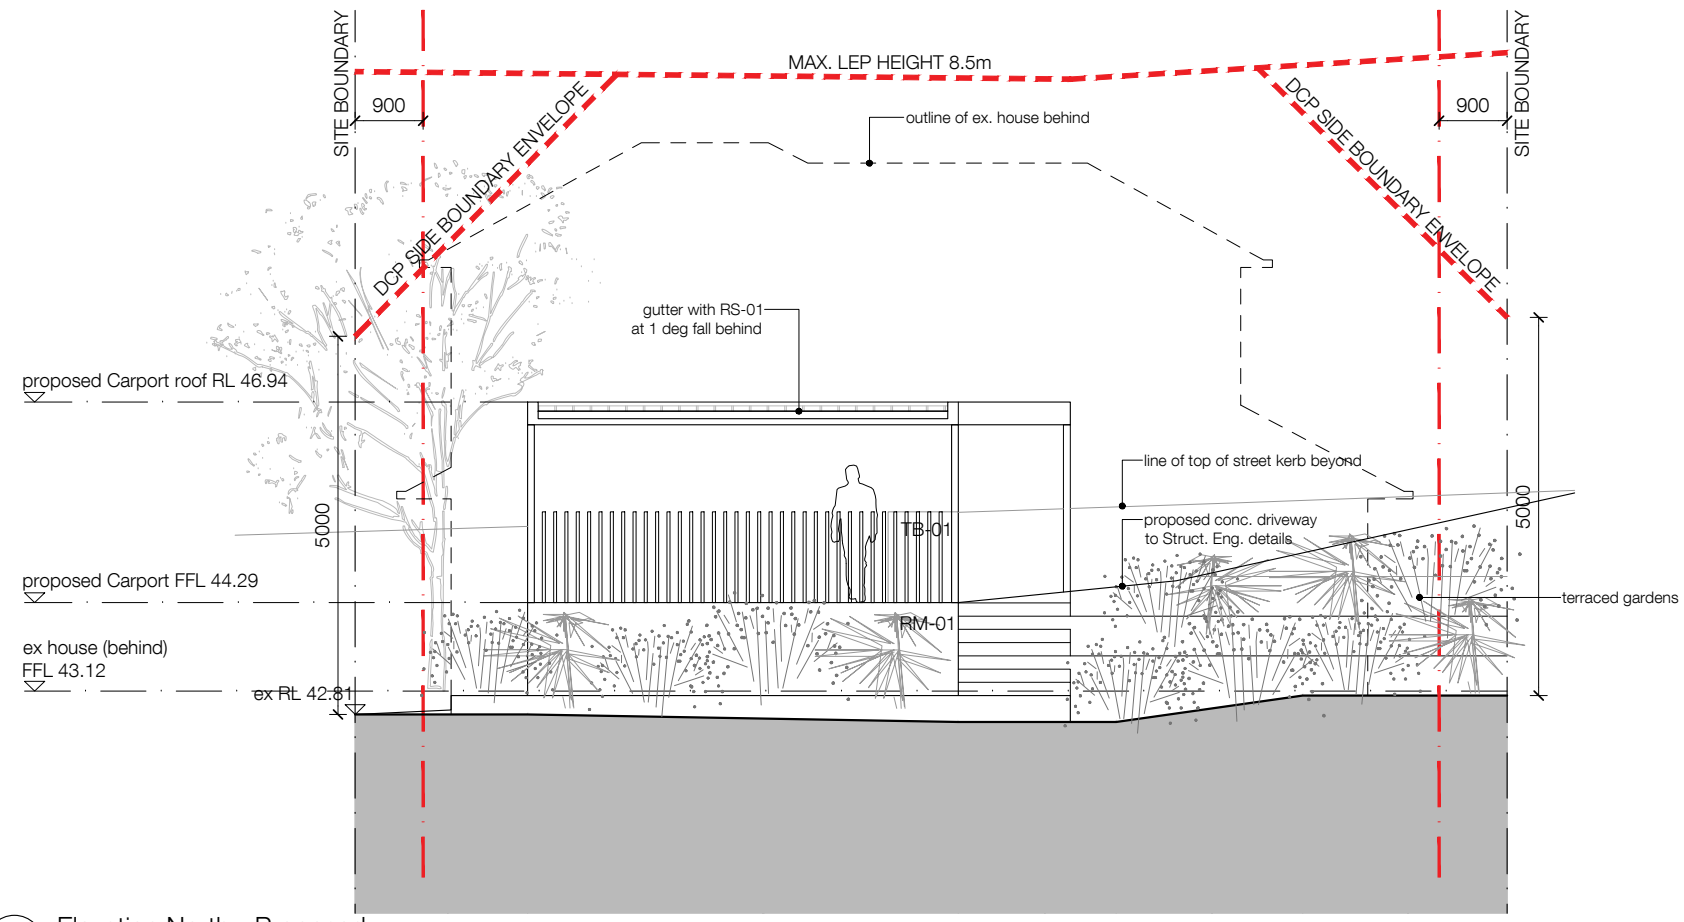 SITE BOUNDARY
SITE BOUNDARY
MAX. LEP HEIGHT 8.5m
900
900
DCP SIDE BOUNDARY ENVELOPE
DCP SIDE BOUNDARY ENVELOPE
outline of ex. house behind
gutter with RS-01
at 1 deg fall behind
proposed Carport roof RL 46.94
line of top of street kerb beyond
5000
5000
TB-01
proposed conc. driveway
to Struct. Eng. details
proposed Carport FFL 44.29
terraced gardens
RM-01
ex house (behind)
FFL 43.12
ex RL 42.81